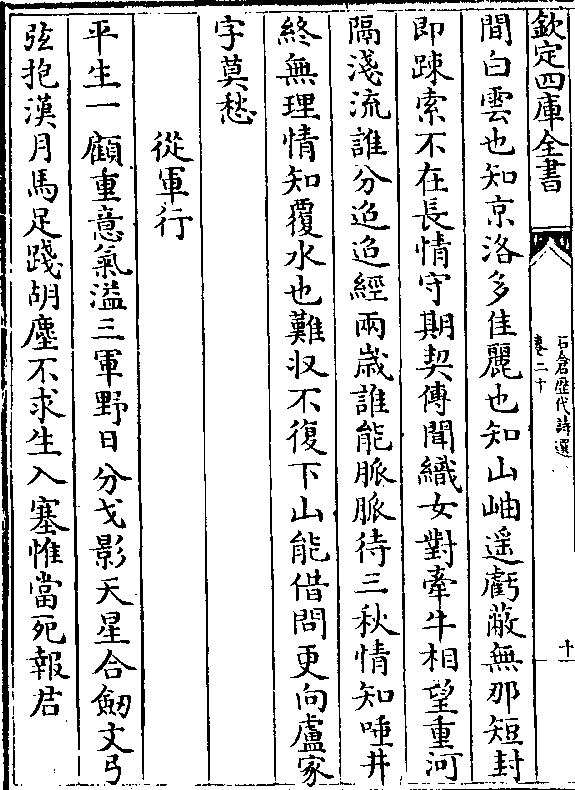 欽定四庫全書
石倉歴代詩選
卷二十
十
間白雲也知京洛多佳麗也知山岫遥虧蔽無那短封
即踈索不在長情守期契傳聞織女對牽牛相望重河
隔淺流誰分迢迢經兩歳誰能脈脈待三秋情知唾井
終無理情知覆水也難収不復下山能借問更向盧家
字莫愁
從軍行
平生一顧重意氣溢三軍野日分戈影天星合劒文弓
弦抱漢月馬足踐胡塵不求生入塞惟當死報君